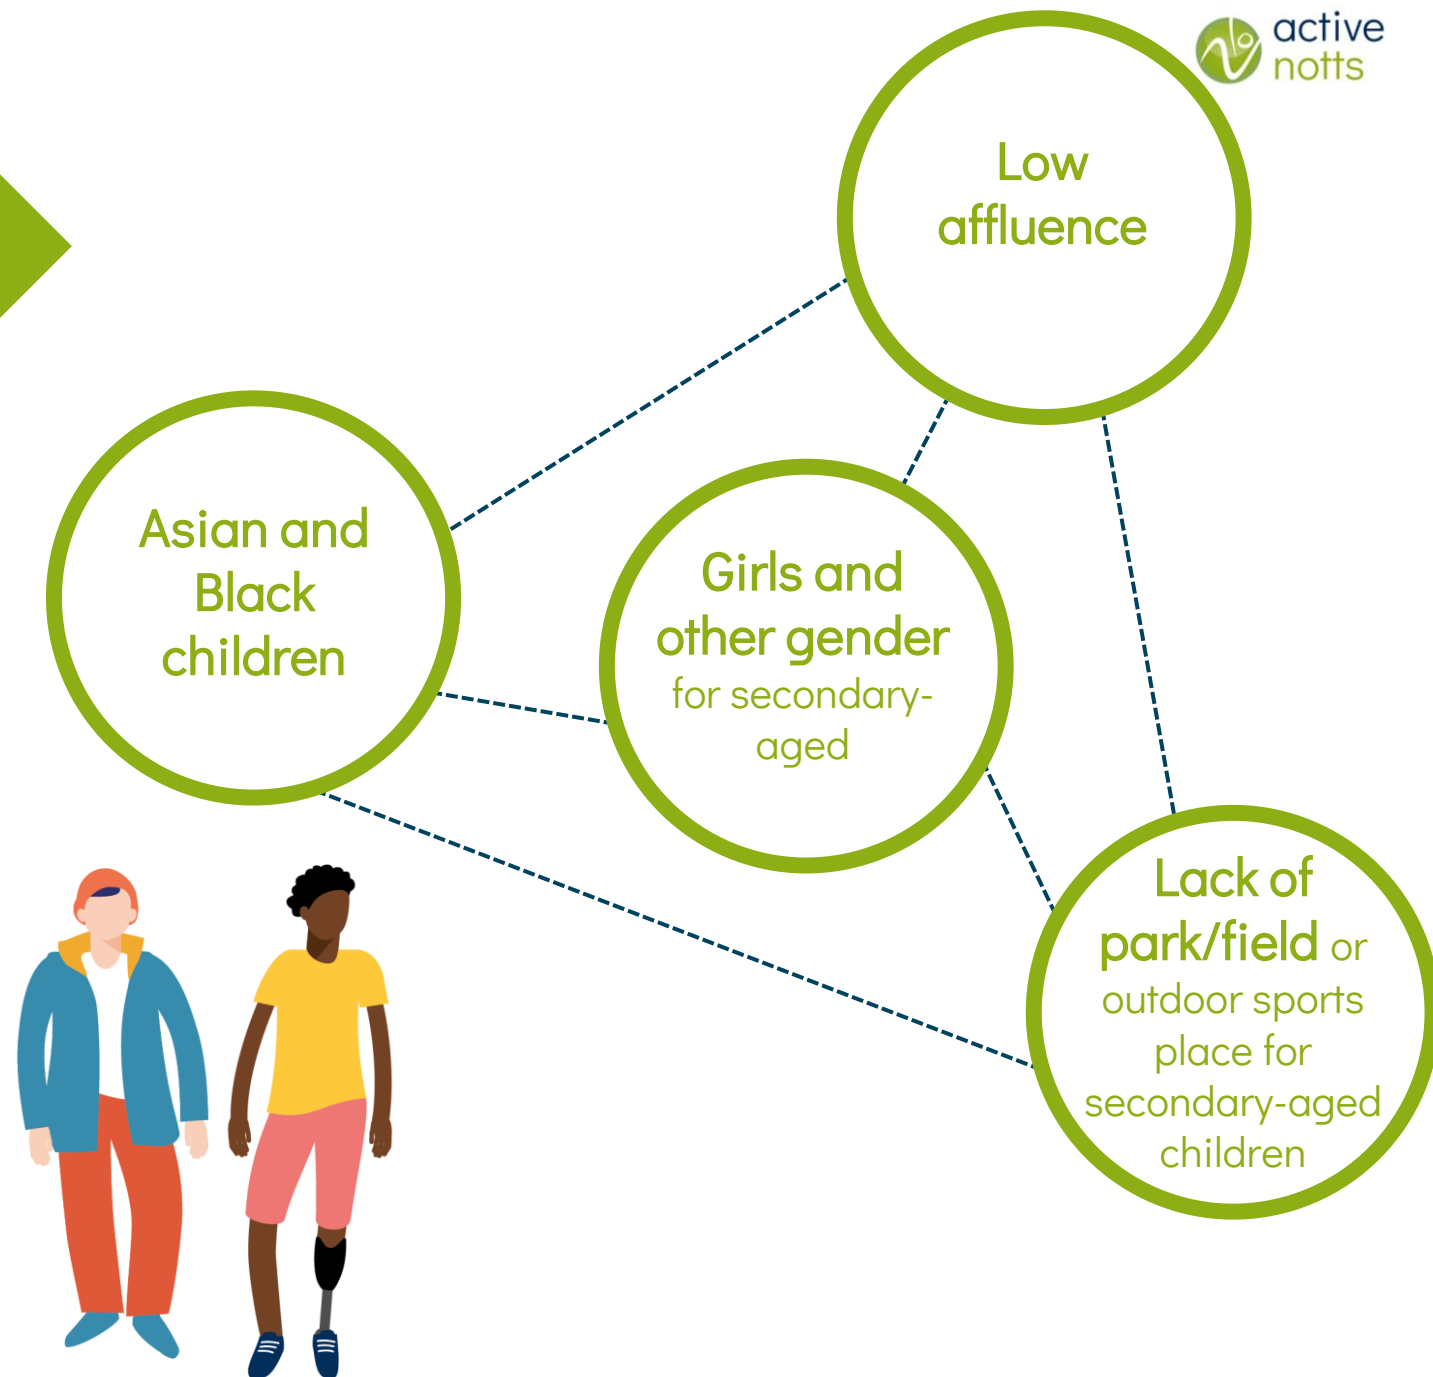 active
notts
Low
affluence
Asian and
Black
children
Girls and
other gender
for secondary-
aged
Lack of
park/field or
outdoor sports
place for
secondary-aged
children